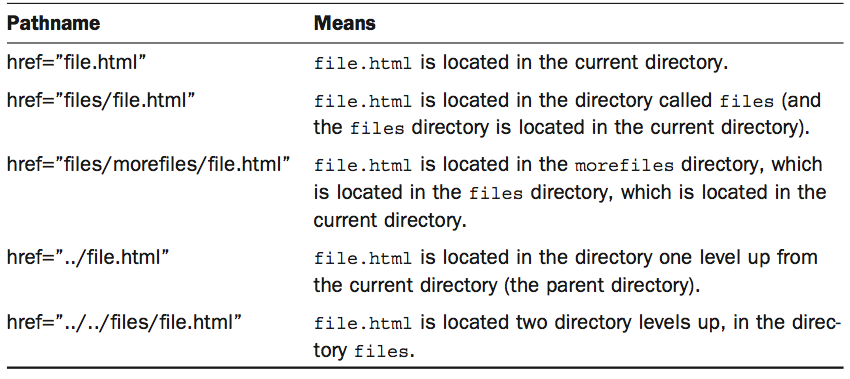 Pathname Means
href=”file.html” file.html is located in the current directory.
href=”files/file.html” file.html is located in the directory called files (and
the files directory is located in the current directory).
href=”files/morefiles/file.html” file.html is located in the morefiles directory, which
is located in the files directory, which is located in the
current directory.
href=”../file.html” file.html is located in the directory one level up from
the current directory (the parent directory).
href=”../../files/file.html” file.html is located two directory levels up, in the direc-
tory files.